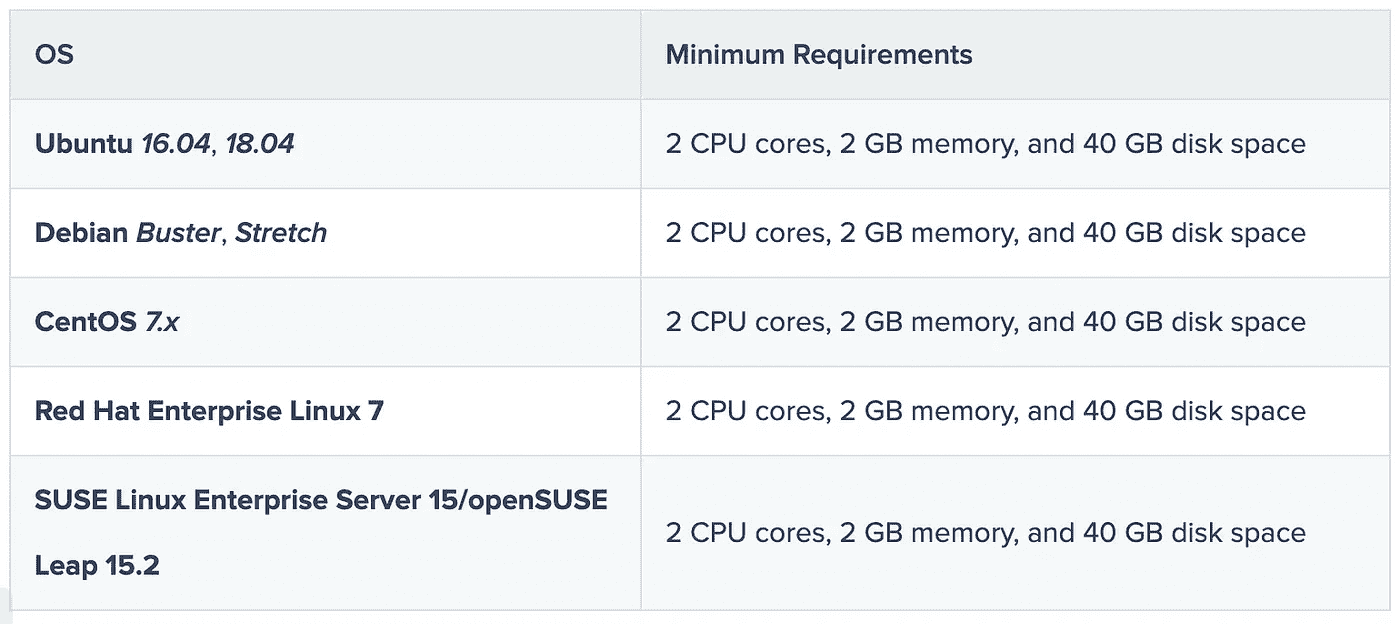 OS
Minimum Requirements
Ubuntu 16.04, 18.04
2 CPU cores, 2 GB memory, and 40 GB disk space
Debian Buster, Stretch
2 CPU cores, 2 GB memory, and 40 GB disk space
CentOS 7.x
2 CPU cores, 2 GB memory, and 40 GB disk space
Red Hat Enterprise Linux 7
2 CPU cores, 2 GB memory, and 40 GB disk space
SUSE Linux Enterprise Server 15/openSUSE
Leap 15.2
2 CPU cores, 2 GB memory, and 40 GB disk space